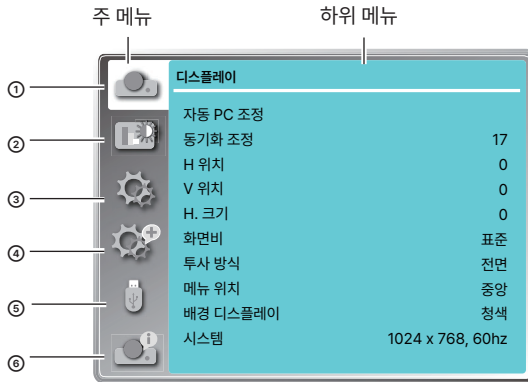 주 메뉴 하위 메뉴
① 디스플레이
자동 PC 조정
② 동기화 조정 17
H 위치 0
③ V 위치 0
H. 크기 0
④ 화면비 표준
투사 방식 전면
⑤ 메뉴 위치 중앙
배경 디스플레이 청색
⑥ 시스템 1024 x 768, 60hz